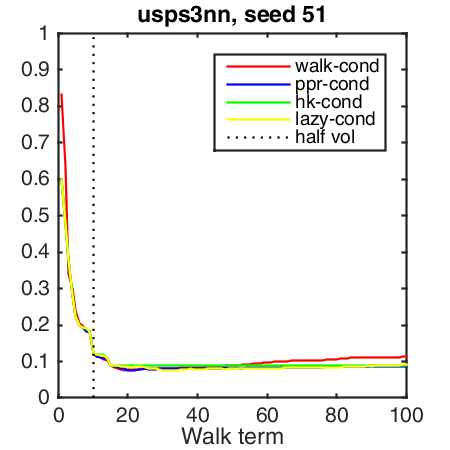 usps3nn, seed 51
1
0.9
0.8
0.7
0.6
0.5
0.4
0.3
0.2
0.1
0
walk-cond
ppr-cond
hk-cond
lazy-cond
half vol
0 20 40 60 80 100
Walk term